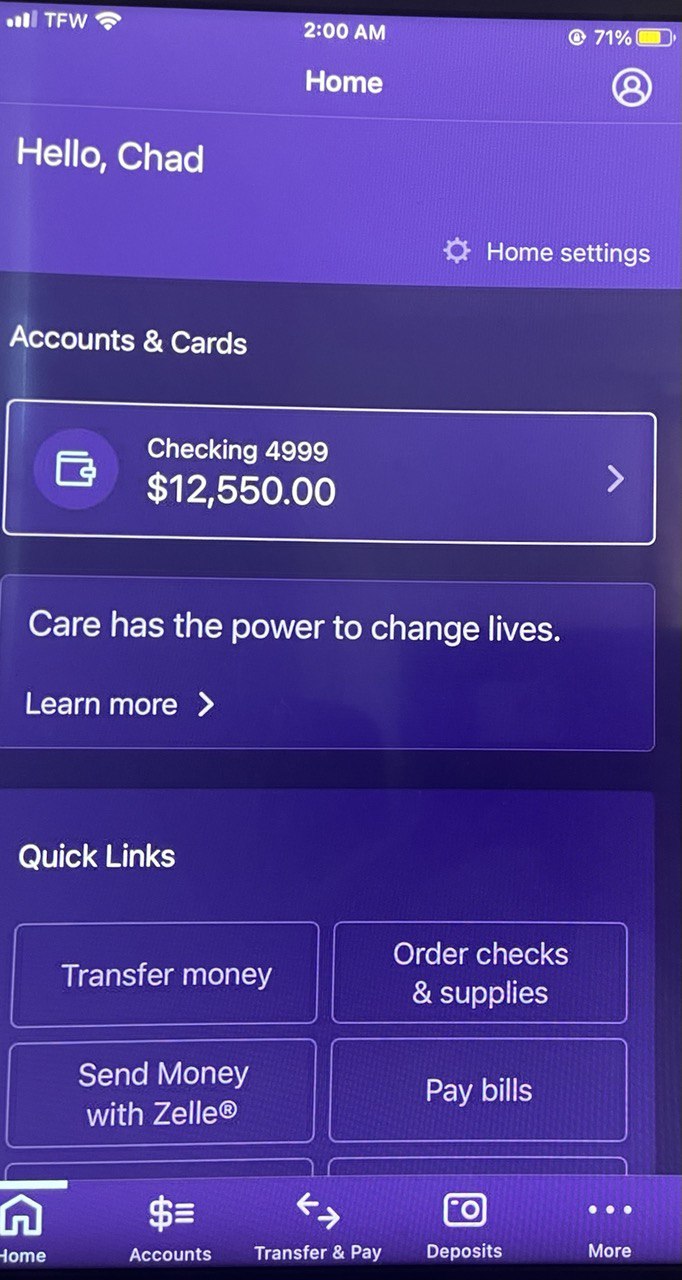 TFW 2:00 AM 71%
Home
Hello, Chad
Home settings
Accounts & Cards
Checking 4999
$12,550.00
Care has the power to change lives.
Learn more
Quick Links
Transfer money
Order checks
& supplies
Send Money
with Zelle®
Pay bills
Home Accounts Transfer & Pay Deposits More